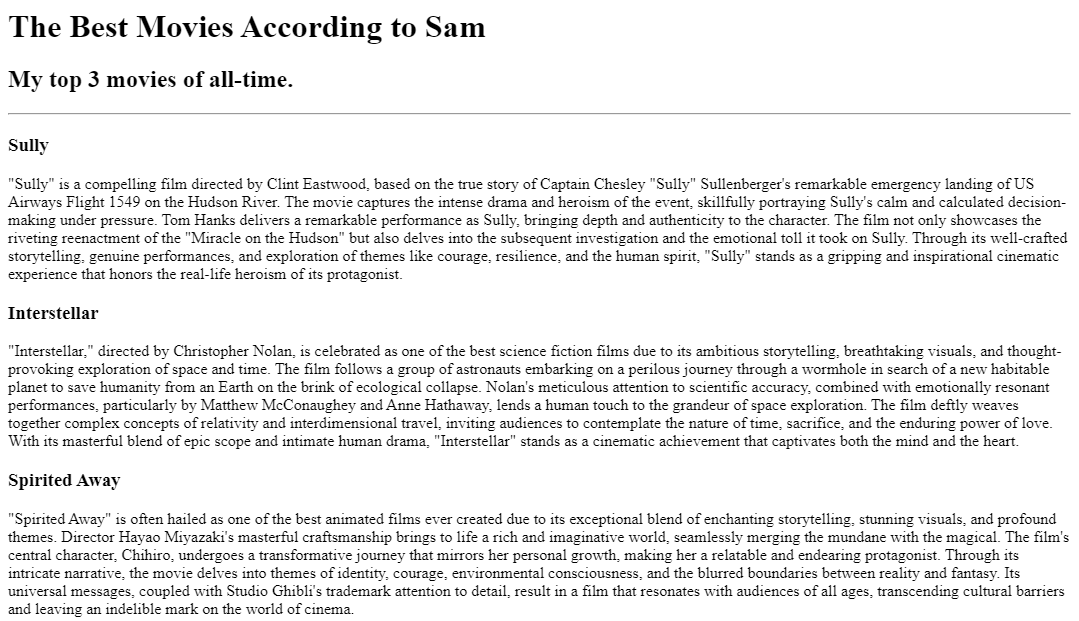 The Best Movies According to Sam
My top 3 movies of all-time.
Sully
"Sully" is a compelling film directed by Clint Eastwood, based on the true story of Captain Chesley "Sully" Sullenberger's remarkable emergency landing of US
Airways Flight 1549 on the Hudson River. The movie captures the intense drama and heroism of the event, skillfully portraying Sully's calm and calculated decision-
making under pressure. Tom Hanks delivers a remarkable performance as Sully, bringing depth and authenticity to the character. The film not only showcases the
riveting reenactment of the "Miracle on the Hudson" but also delves into the subsequent investigation and the emotional toll it took on Sully. Through its well-crafted
storytelling, genuine performances, and exploration of themes like courage, resilience, and the human spirit, "Sully" stands as a gripping and inspirational cinematic
experience that honors the real-life heroism of its protagonist.
Interstellar
"Interstellar," directed by Christopher Nolan, is celebrated as one of the best science fiction films due to its ambitious storytelling, breathtaking visuals, and thought-
provoking exploration of space and time. The film follows a group of astronauts embarking on a perilous journey through a wormhole in search of a new habitable
planet to save humanity from an Earth on the brink of ecological collapse. Nolan's meticulous attention to scientific accuracy, combined with emotionally resonant
performances, particularly by Matthew McConaughey and Anne Hathaway, lends a human touch to the grandeur of space exploration. The film deftly weaves
together complex concepts of relativity and interdimensional travel, inviting audiences to contemplate the nature of time, sacrifice, and the enduring power of love.
With its masterful blend of epic scope and intimate human drama, "Interstellar" stands as a cinematic achievement that captivates both the mind and the heart.
Spirited Away
"Spirited Away" is often hailed as one of the best animated films ever created due to its exceptional blend of enchanting storytelling, stunning visuals, and profound
themes. Director Hayao Miyazaki's masterful craftsmanship brings to life a rich and imaginative world, seamlessly merging the mundane with the magical. The film's
central character, Chihiro, undergoes a transformative journey that mirrors her personal growth, making her a relatable and endearing protagonist. Through its
intricate narrative, the movie delves into themes of identity, courage, environmental consciousness, and the blurred boundaries between reality and fantasy. Its
universal messages, coupled with Studio Ghibli's trademark attention to detail, result in a film that resonates with audiences of all ages, transcending cultural barriers
and leaving an indelible mark on the world of cinema.